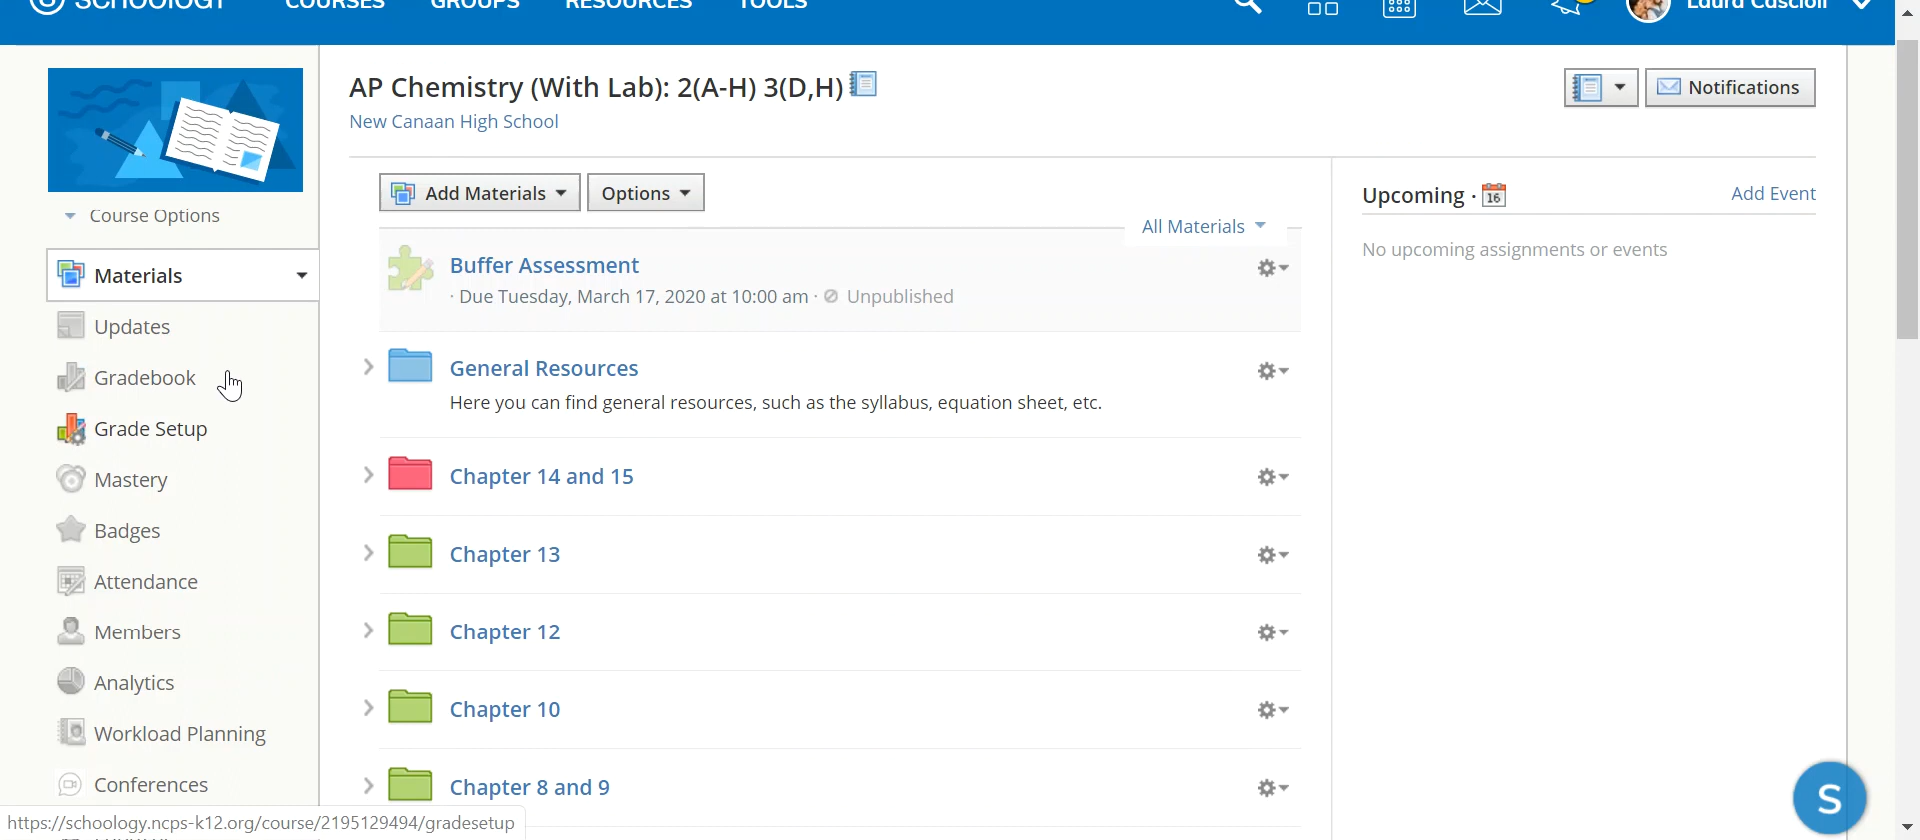 SCHOOLOGY COURSES GROUPS RESOURCES TOOLS Laura Cascioli
AP Chemistry (With Lab): 2(A-H) 3(D,H)
Notifications
New Canaan High School
Add Materials Options
Upcoming · 16 Add Event
Course Options
All Materials
No upcoming assignments or events
Buffer Assessment
· Due Tuesday, March 17, 2020 at 10:00 am · Unpublished
Materials
Updates
Gradebook
Grade Setup
Mastery
Badges
Attendance
Members
Analytics
Workload Planning
Conferences
General Resources
Here you can find general resources, such as the syllabus, equation sheet, etc.
Chapter 14 and 15
Chapter 13
Chapter 12
Chapter 10
Chapter 8 and 9
S
https://schoology.ncps-k12.org/course/2195129494/gradesetup